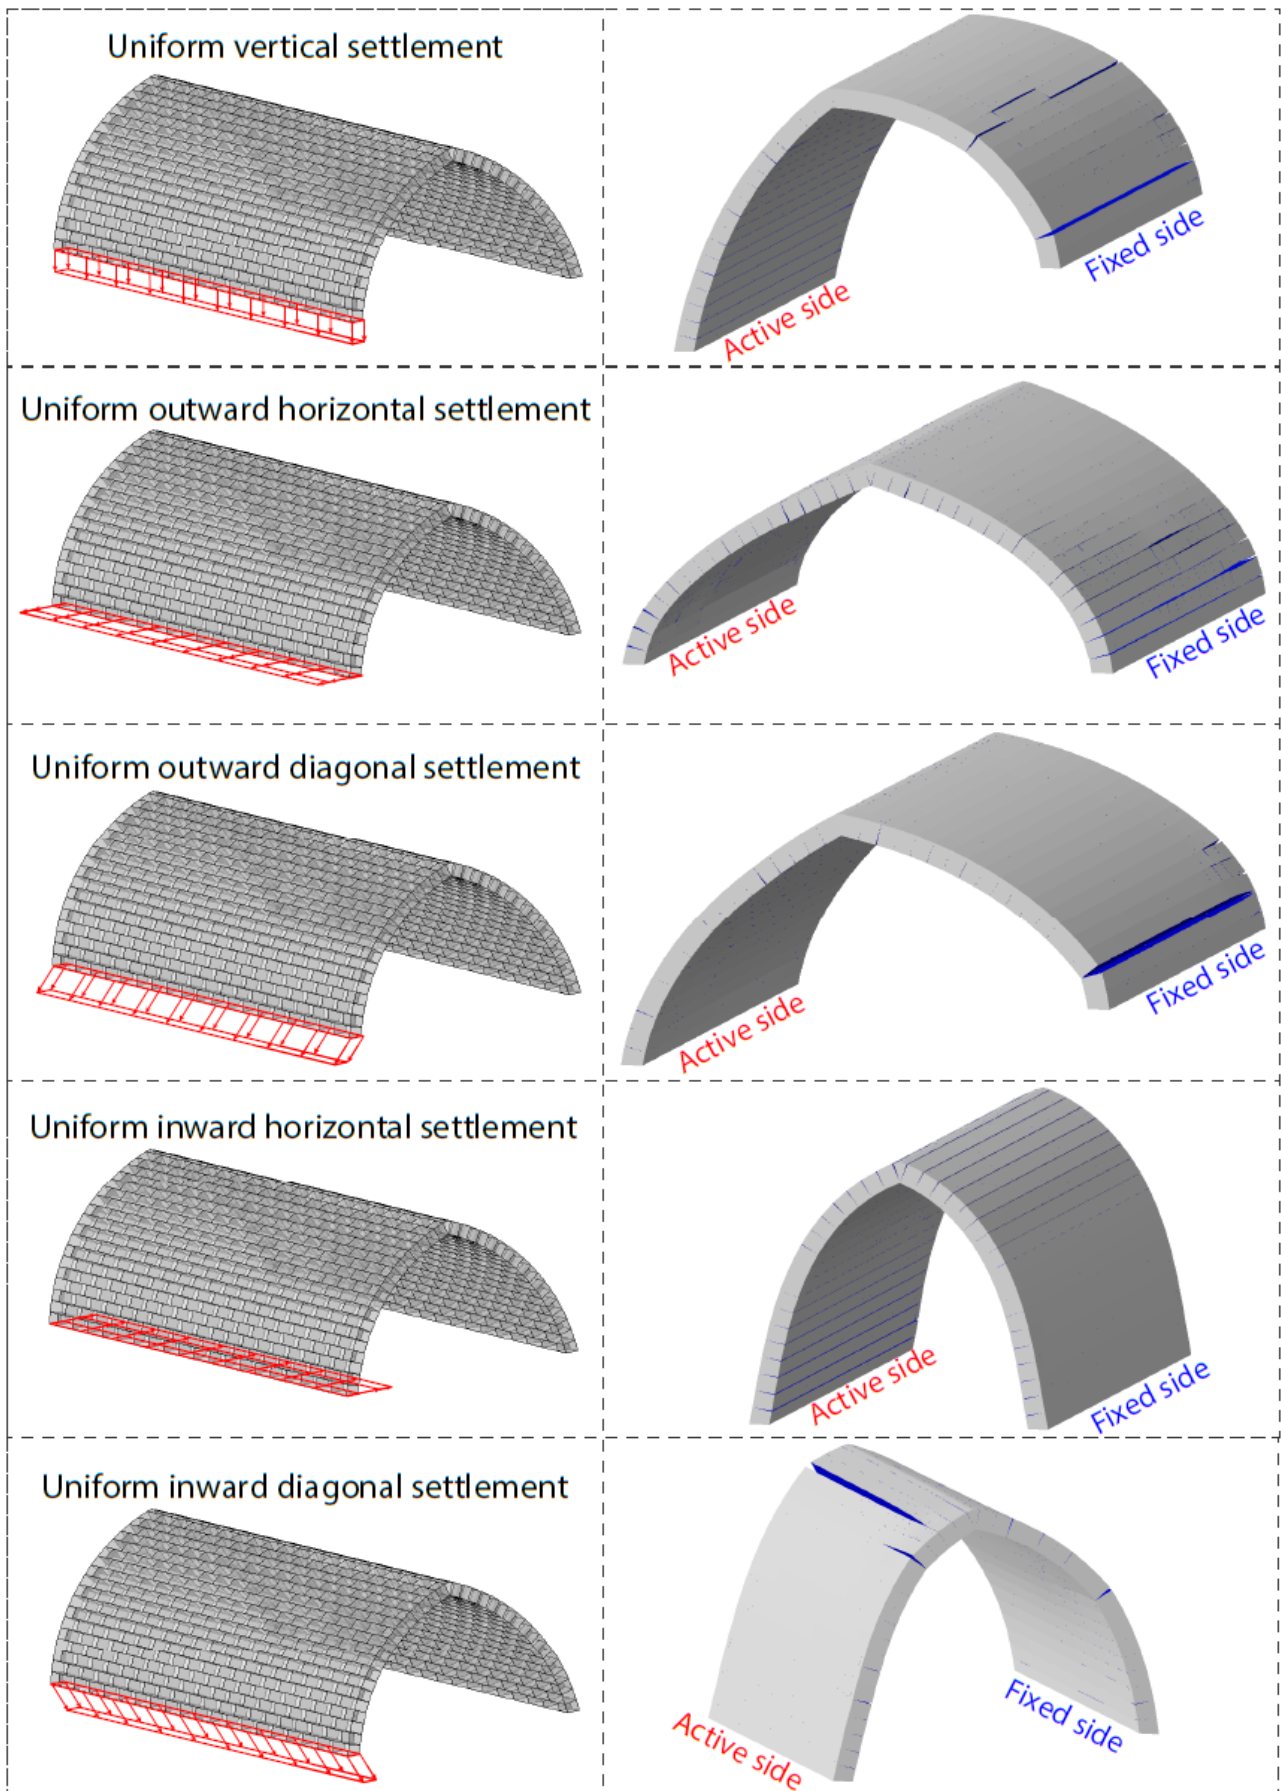 Uniform vertical settlement
Active side
Fixed side
Uniform outward horizontal settlement
Active side
Fixed side
Uniform outward diagonal settlement
Active side
Fixed side
Uniform inward horizontal settlement
Active side
Fixed side
Uniform inward diagonal settlement
Active side
Fixed side